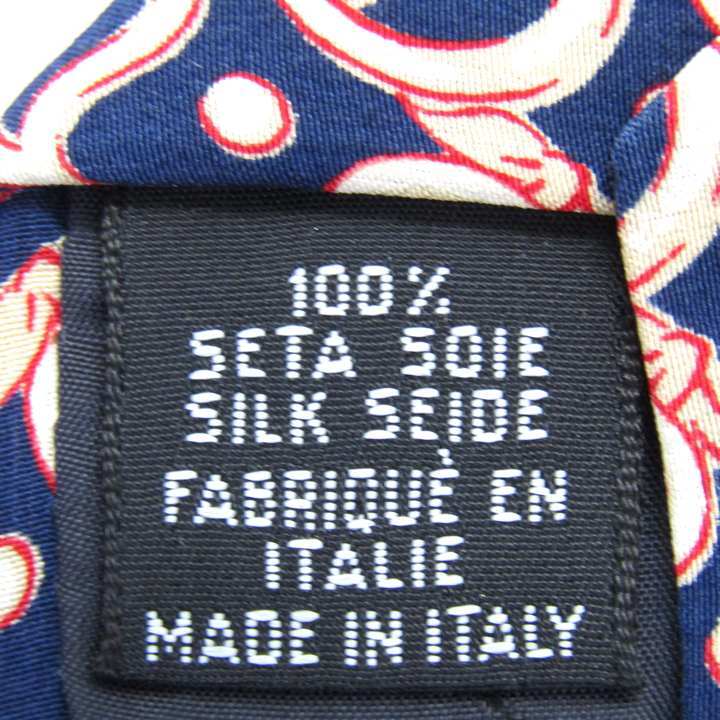 100%
SETA SOIE
SILK SEIDE
FABRIQUÈ EN
ITALIE
MADE IN ITALY